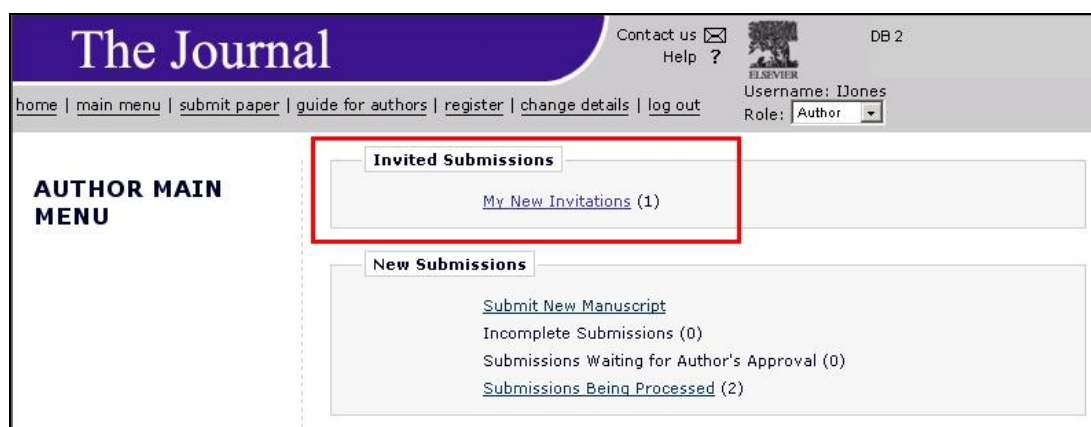 The Journal
Contact us
Help ?
ELSEVIER
DB 2
home | main menu | submit paper | guide for authors | register | change details | log out
Username: IJones
Role: Author
AUTHOR MAIN
MENU
Invited Submissions
My New Invitations (1)
New Submissions
Submit New Manuscript
Incomplete Submissions (0)
Submissions Waiting for Author's Approval (0)
Submissions Being Processed (2)